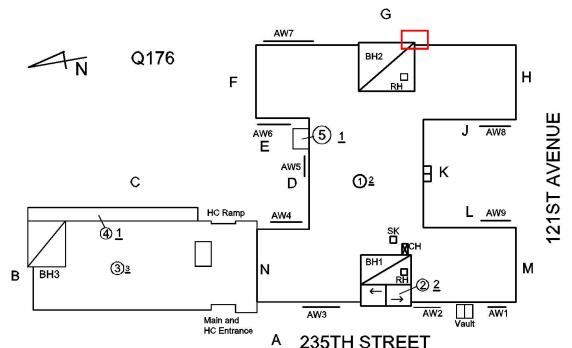 G
AW7
N
Q176
BH2
RH
F
H
AW6
E
5 1
J
AW8
AW5
D
1 2
K
C
HC Ramp
AW4
L
AW9
4 1
SK
CH
B
BH3
3 3
N
BH1
RH
2 2
M
Main and
HC Entrance
AW3
AW2
Vault
AW1
A
235TH STREET
121ST AVENUE